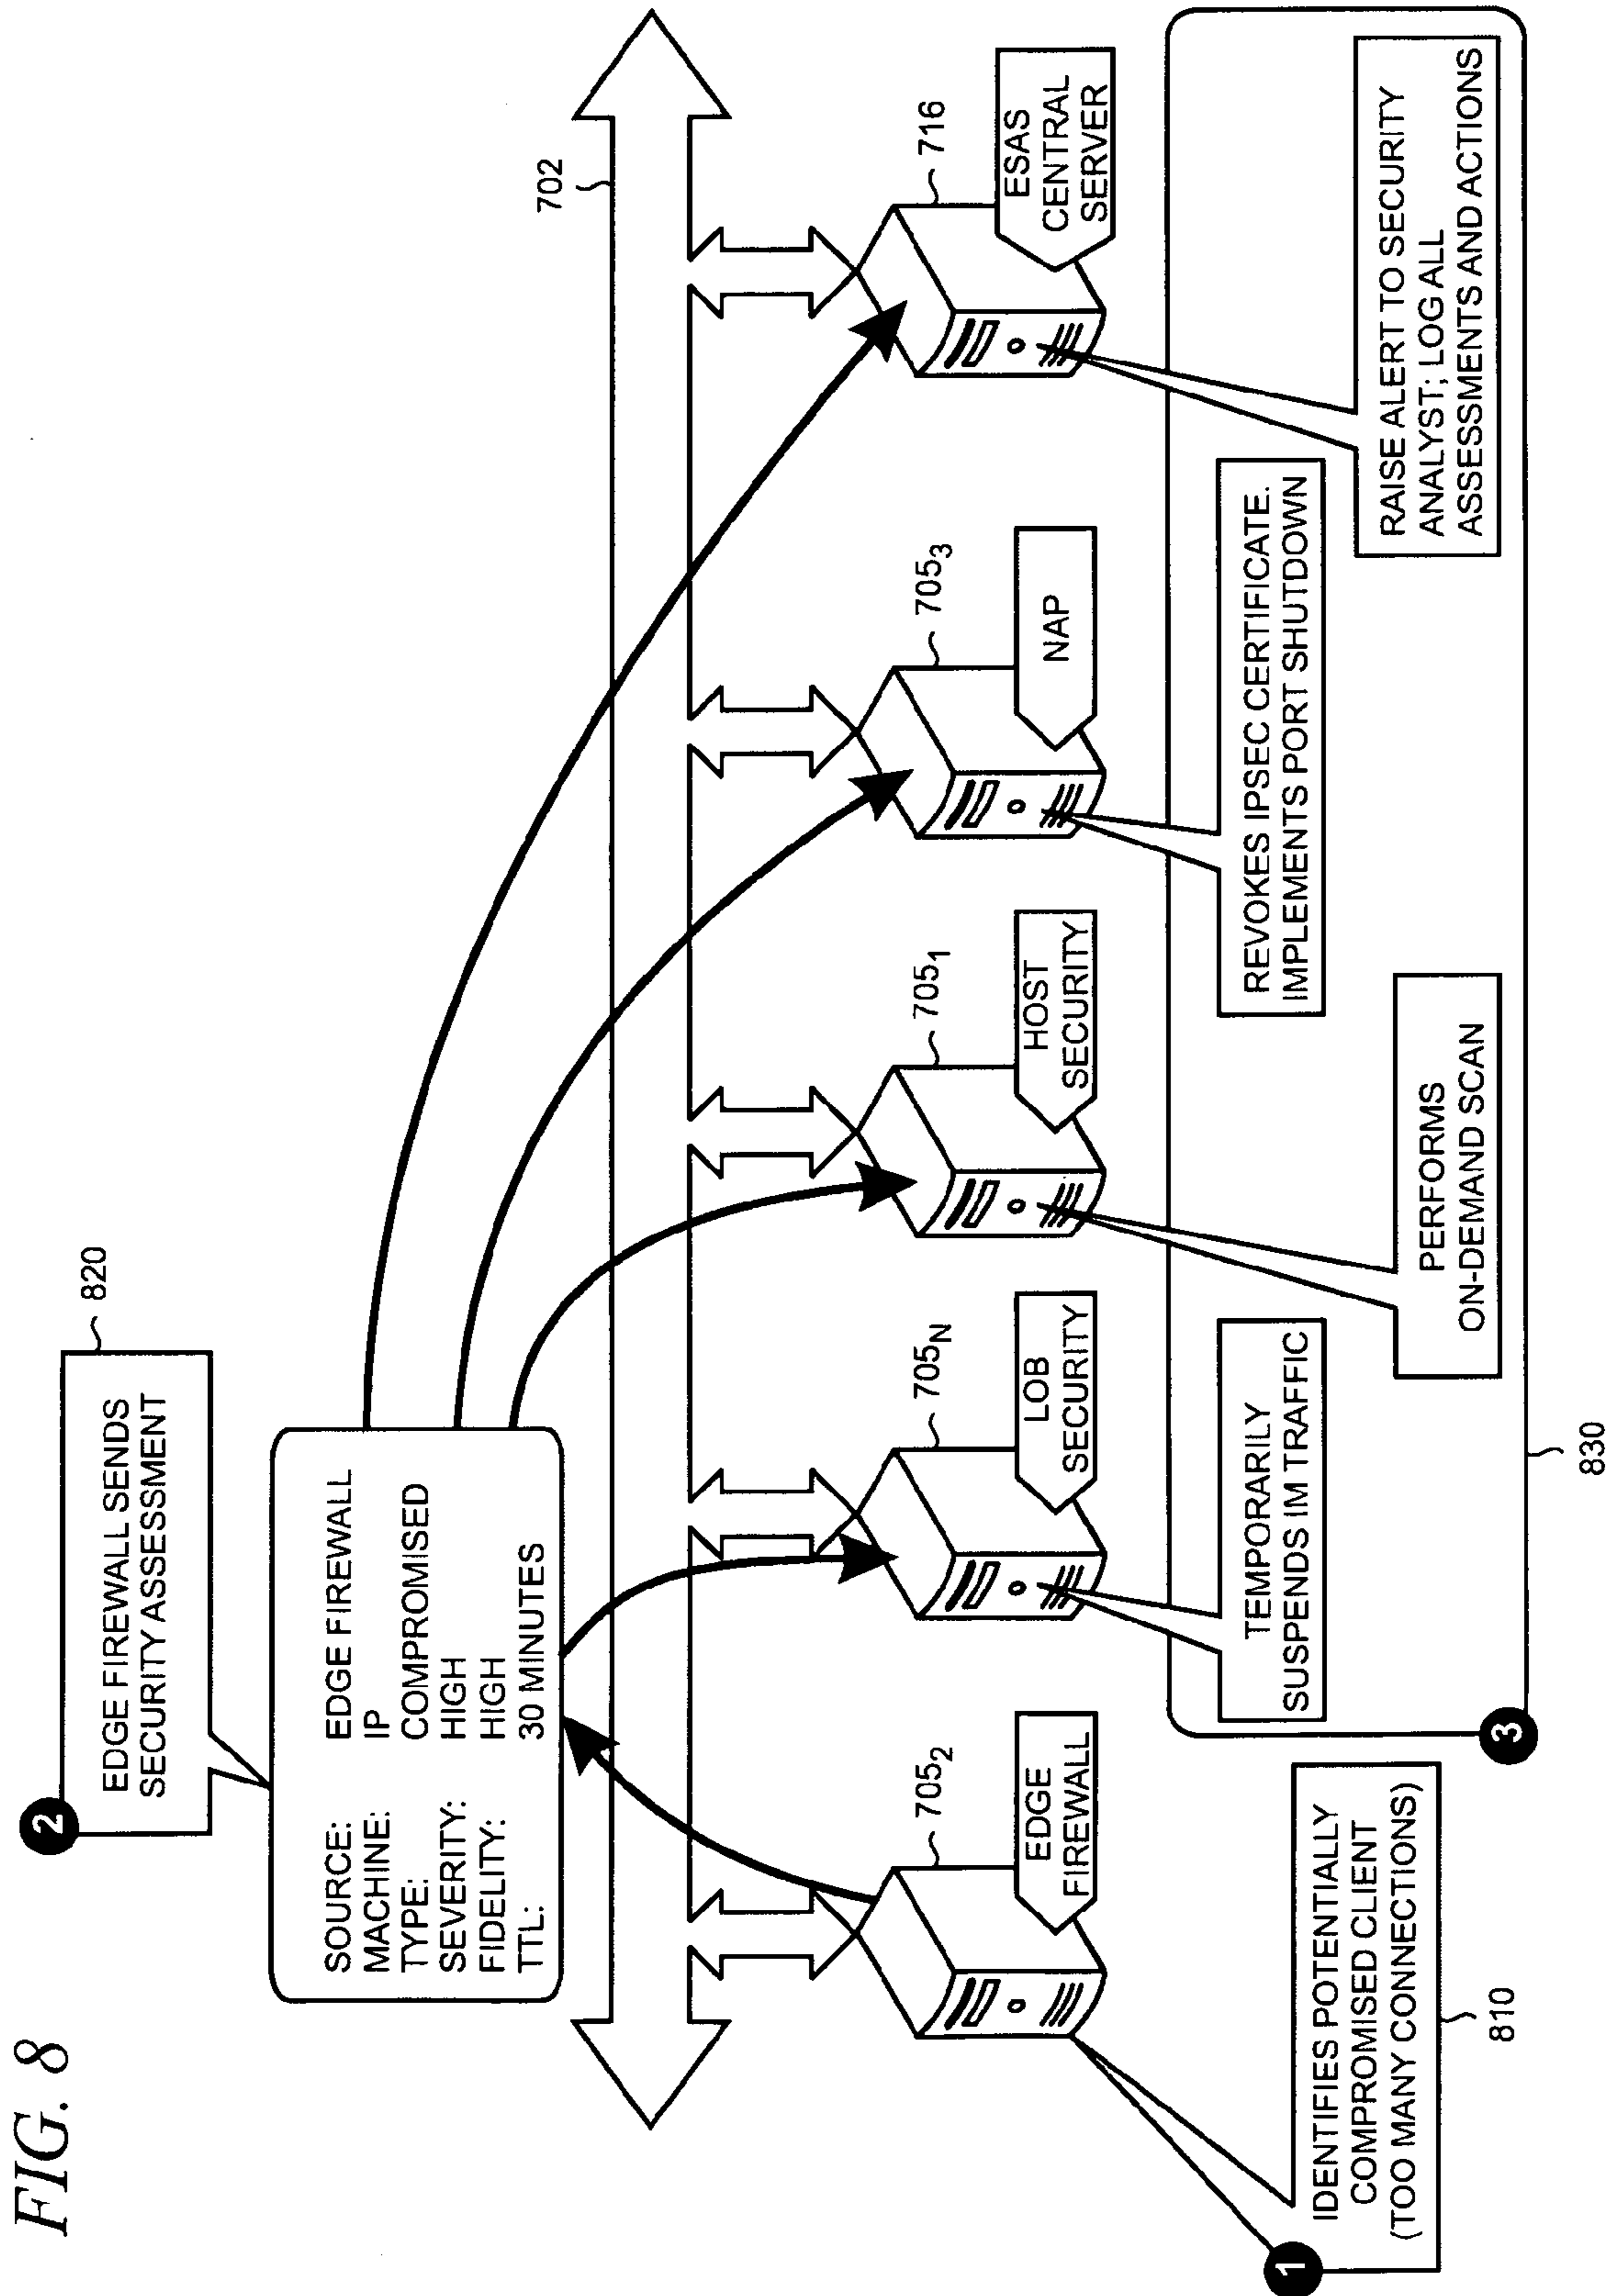 FIG. 8
2
EDGE FIREWALL SENDS
SECURITY ASSESSMENT
820
SOURCE: EDGE FIREWALL
MACHINE: IP
TYPE: COMPROMISED
SEVERITY: HIGH
FIDELITY: HIGH
TTL: 30 MINUTES
702
705₂
EDGE
FIREWALL
705N
LOB
SECURITY
705₁
HOST
SECURITY
705₃
NAP
716
ESAS
CENTRAL
SERVER
1
IDENTIFIES POTENTIALLY
COMPROMISED CLIENT
(TOO MANY CONNECTIONS)
810
3
TEMPORARILY
SUSPENDS IM TRAFFIC
PERFORMS
ON-DEMAND SCAN
REVOKES IPSEC CERTIFICATE.
IMPLEMENTS PORT SHUTDOWN
RAISE ALERT TO SECURITY
ANALYST; LOG ALL
ASSESSMENTS AND ACTIONS
830